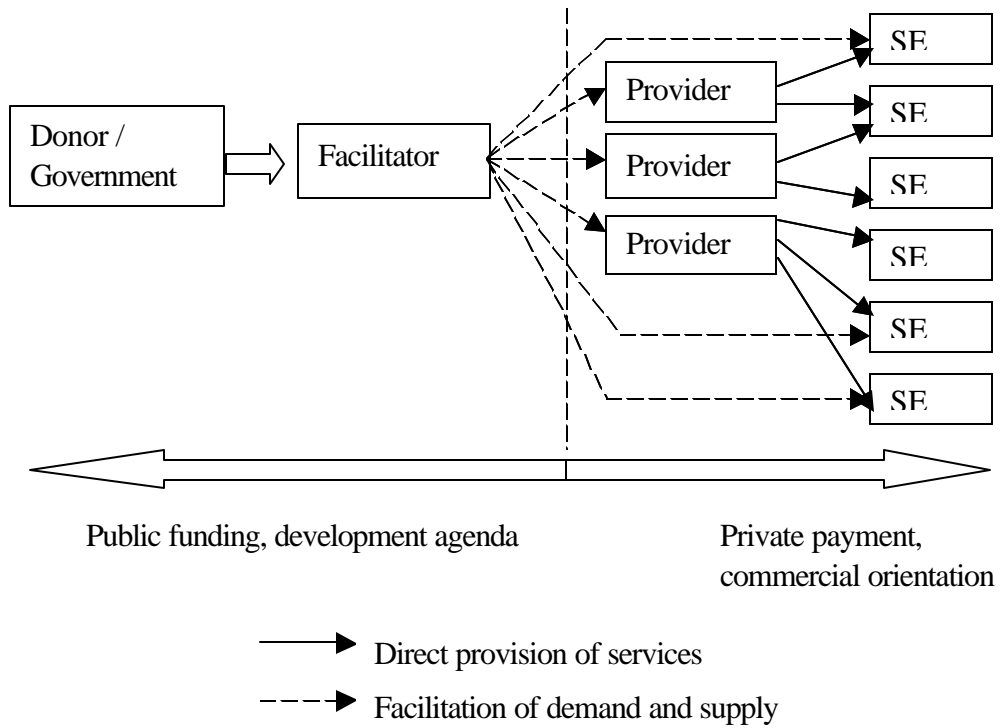 Donor /
Government
Facilitator
Provider
Provider
Provider
SE
SE
SE
SE
SE
SE
Public funding, development agenda
Private payment,
commercial orientation
Direct provision of services
Facilitation of demand and supply